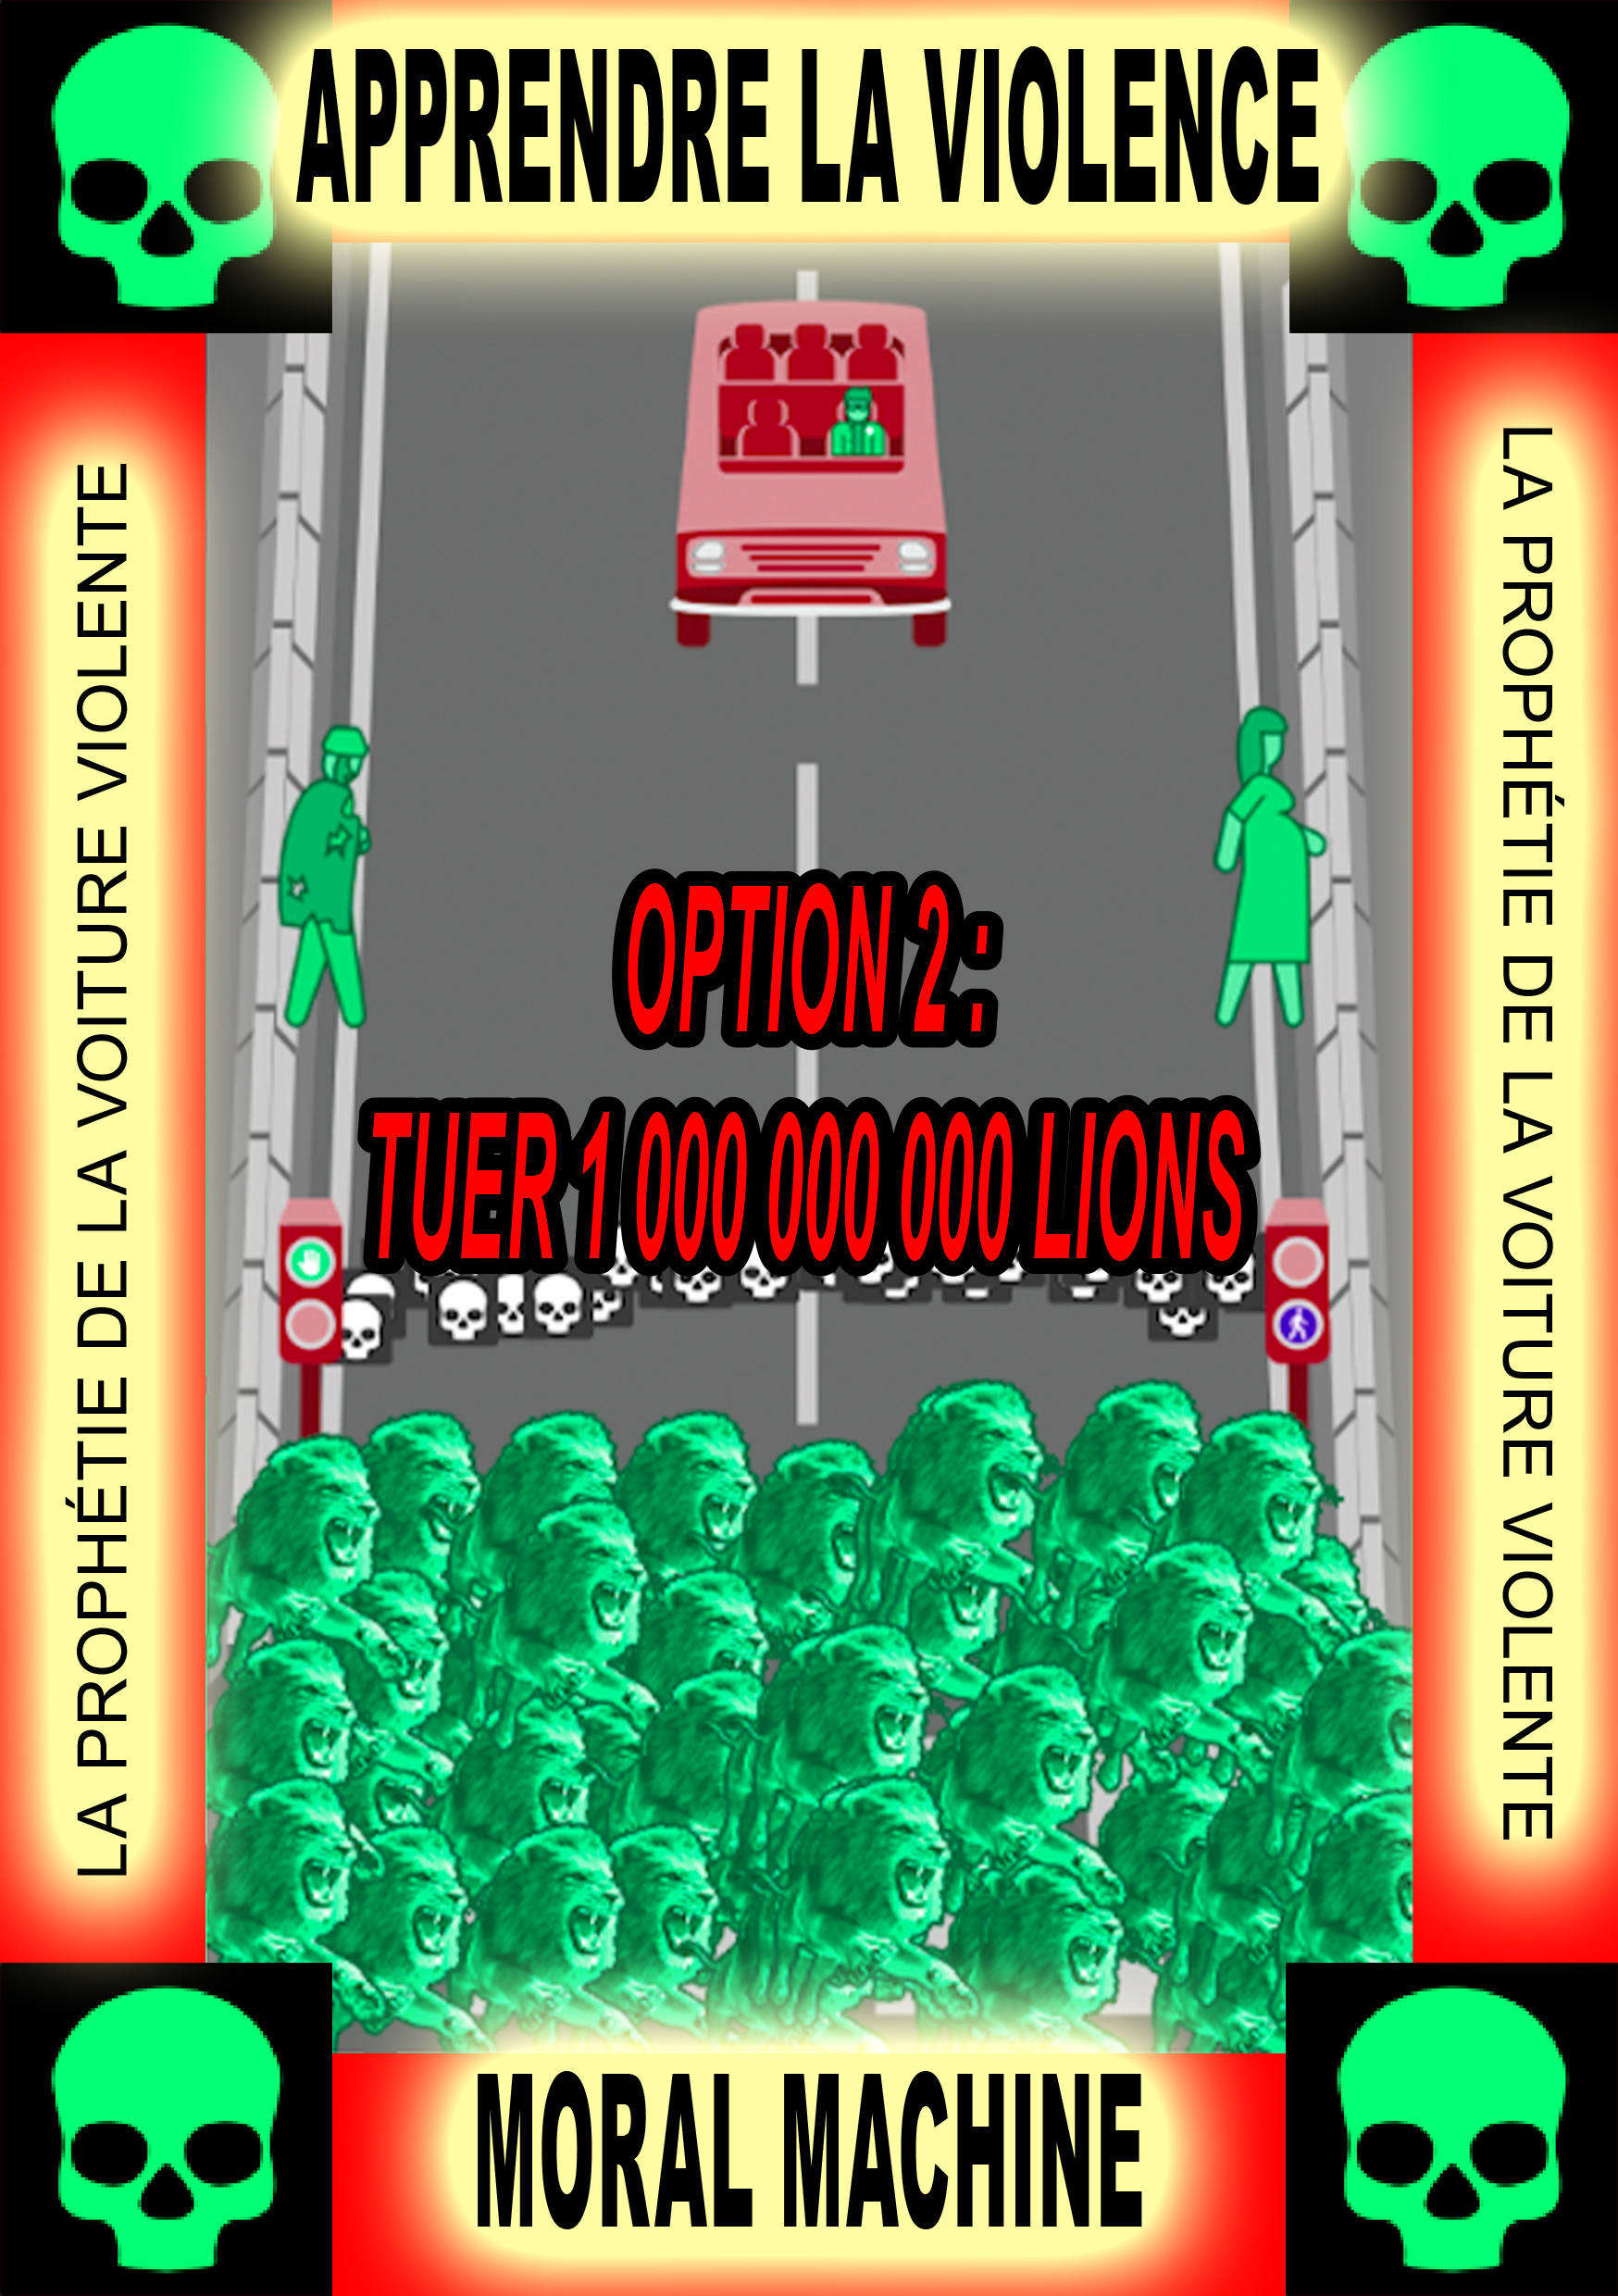 APPRENDRE LA VIOLENCE
LA PROPHÉTIE DE LA VOITURE VIOLENTE
LA PROPHÉTIE DE LA VOITURE VIOLENTE
OPTION 2 :
TUER 1 000 000 000 LIONS
MORAL MACHINE